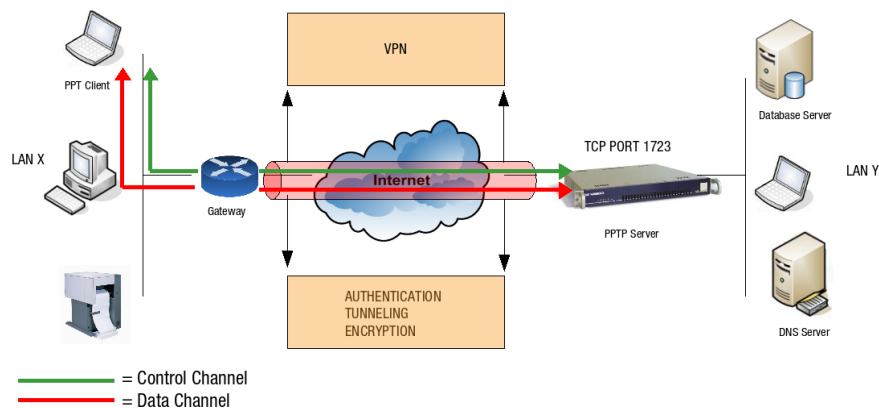 VPN
PPT Client
Database Server
TCP PORT 1723
LAN X
LAN Y
Internet
Gateway
PPTP Server
AUTHENTICATION
TUNNELING
ENCRYPTION
DNS Server
= Control Channel
= Data Channel